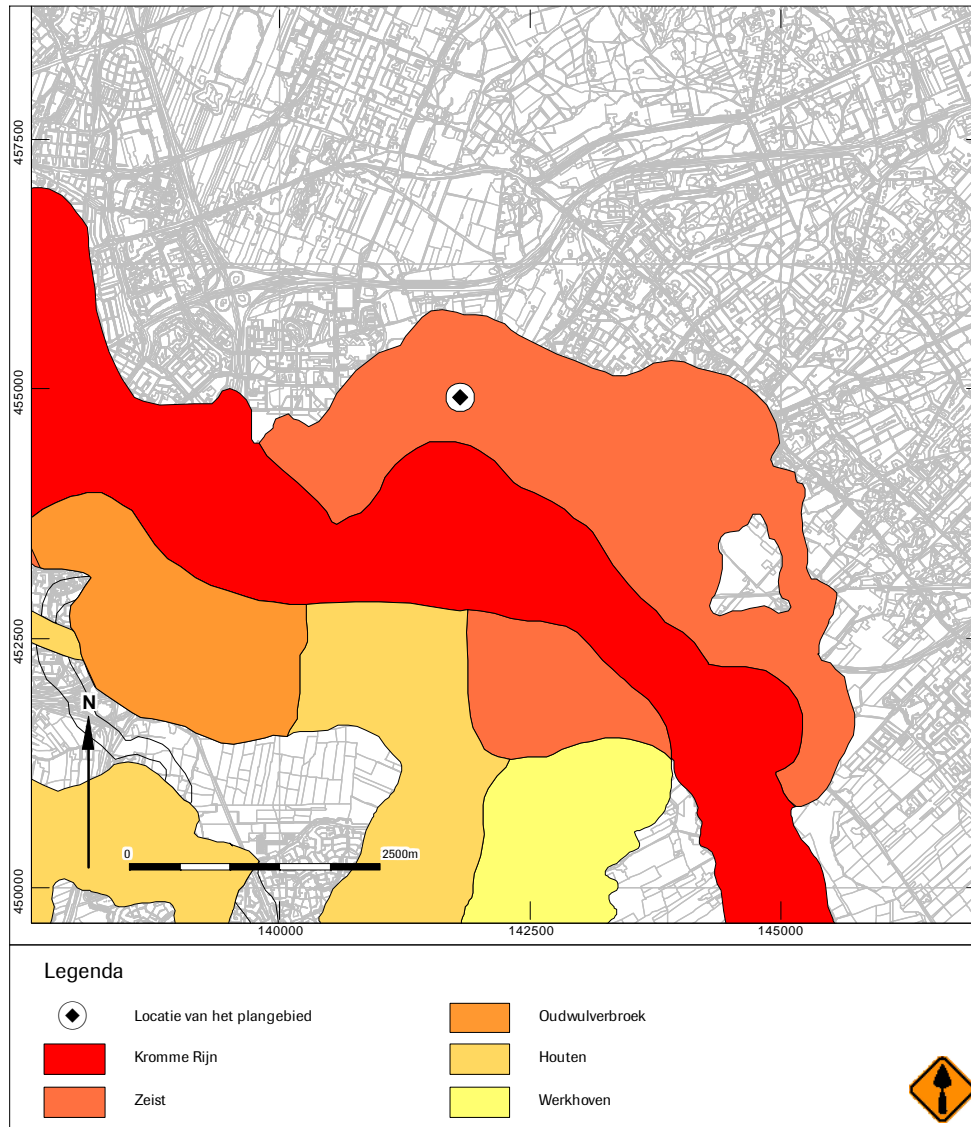 457500
455000
452500
450000
N
0 2500m
140000 142500 145000
Legenda
Locatie van het plangebied
Kromme Rijn
Zeist
Oudwulverbroek
Houten
Werkhoven